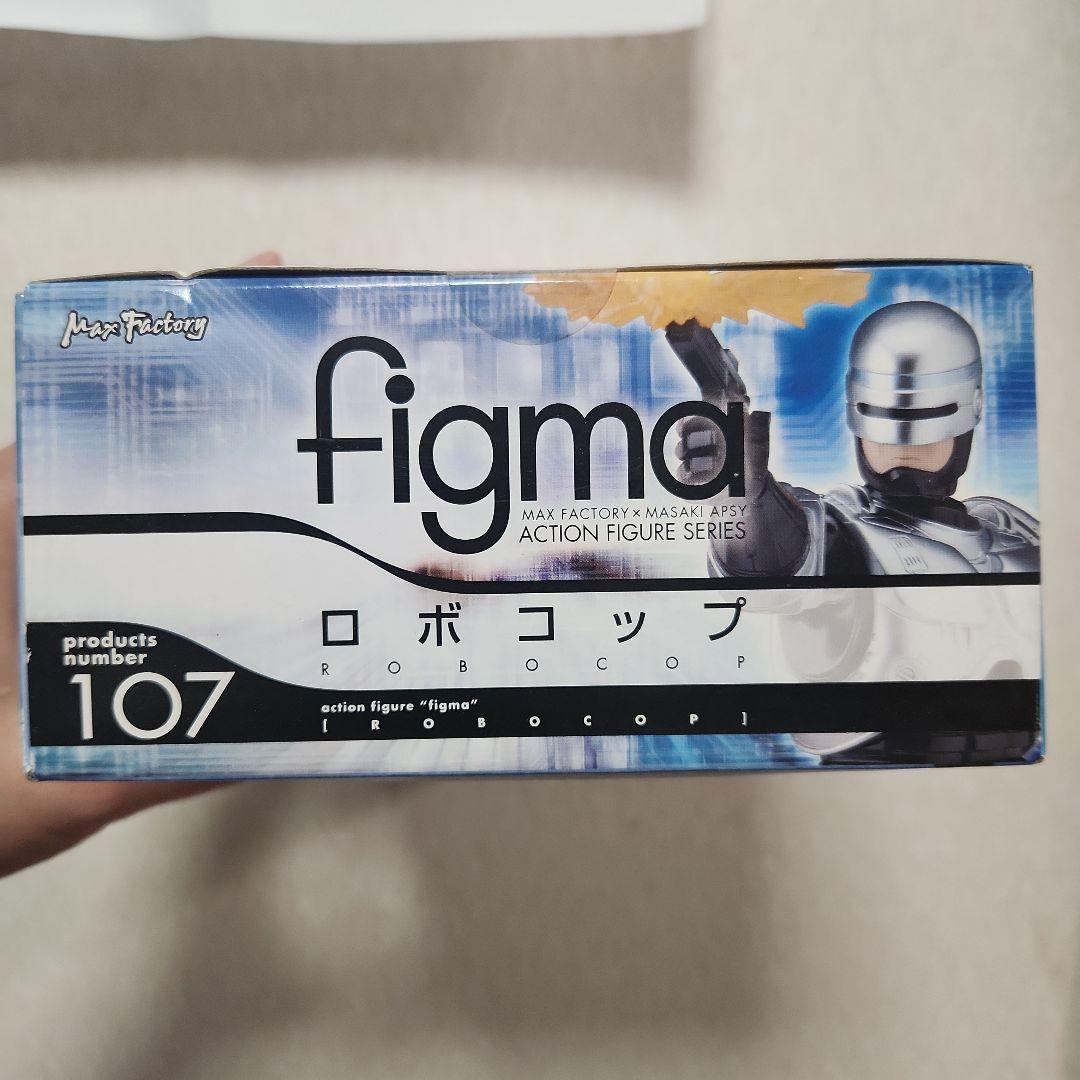 Max Factory
figma
MAX FACTORY × MASAKI APSY
ACTION FIGURE SERIES
ロボコップ
ROBOCOP
products
number
107
action figure "figma"
[ROBOCOP]